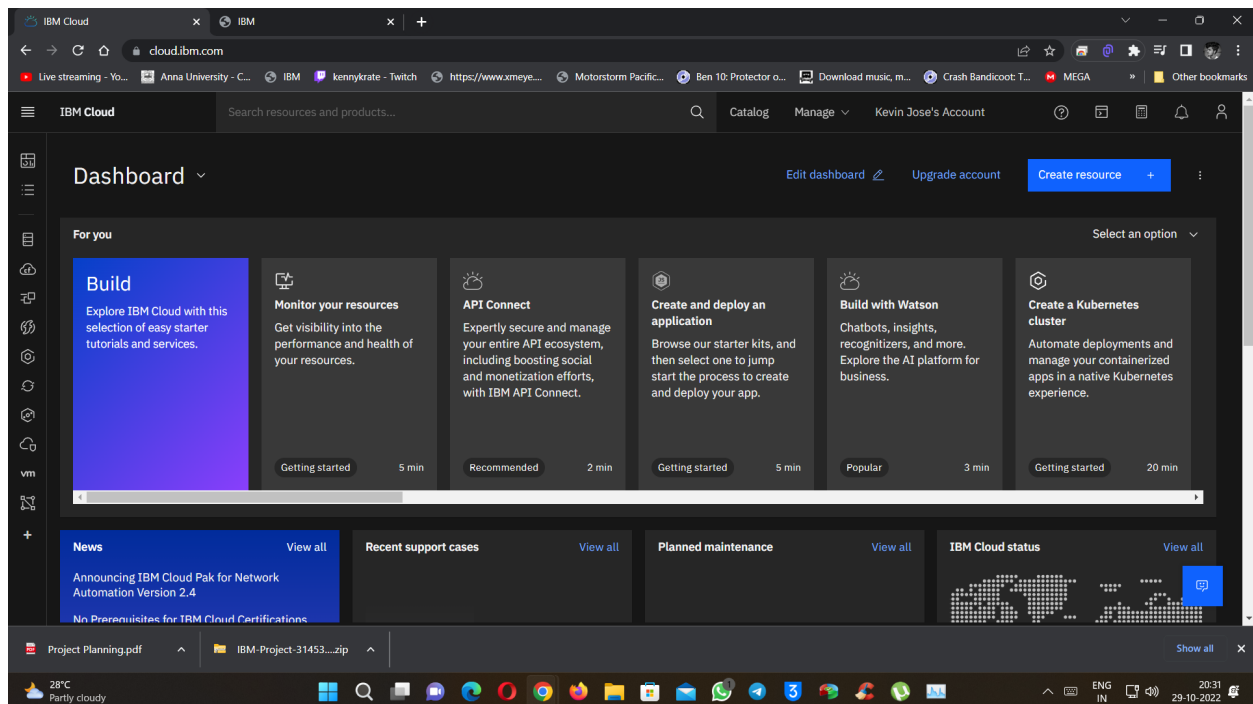 IBM Cloud
IBM
cloud.ibm.com
Live streaming - Yo... Anna University - C... IBM kennykrate - Twitch https://www.xmeye.... Motorstorm Pacific... Ben 10: Protector o... Download music, m... Crash Bandicoot: T... MEGA » Other bookmarks
IBM Cloud Search resources and products... Catalog Manage Kevin Jose's Account
Dashboard Edit dashboard Upgrade account Create resource +
For you Select an option
Build
Explore IBM Cloud with this
selection of easy starter
tutorials and services.
Monitor your resources
Get visibility into the
performance and health of
your resources.
Getting started 5 min
API Connect
Expertly secure and manage
your entire API ecosystem,
including boosting social
and monetization efforts,
with IBM API Connect.
Recommended 2 min
Create and deploy an
application
Browse our starter kits, and
then select one to jump
start the process to create
and deploy your app.
Getting started 5 min
Build with Watson
Chatbots, insights,
recognitizers, and more.
Explore the AI platform for
business.
Popular 3 min
Create a Kubernetes
cluster
Automate deployments and
manage your containerized
apps in a native Kubernetes
experience.
Getting started 20 min
vm
News View all
Announcing IBM Cloud Pak for Network
Automation Version 2.4
No Prerequisites for IBM Cloud Certifications
Recent support cases View all
Planned maintenance View all
IBM Cloud status View all
Project Planning.pdf IBM-Project-31453....zip Show all
28°C
Partly cloudy
ENG
IN
20:31
29-10-2022